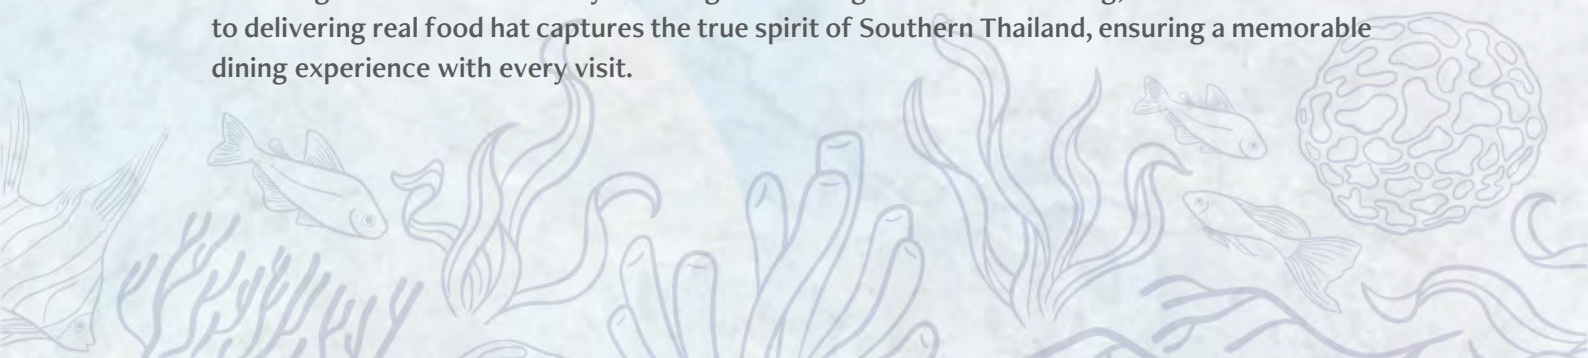 to delivering real food hat captures the true spirit of Southern Thailand, ensuring a memorable
dining experience with every visit.